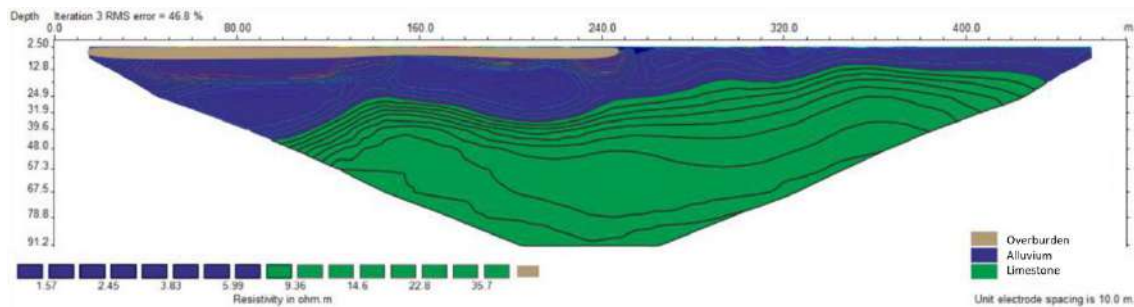 Depth Iteration 3 RMS error = 46.8 %
0.0 80.00 160.0 240.0 320.0 400.0 m
2.50
12.8
24.9
31.9
39.6
48.0
67.3
67.5
78.8
91.2
Overburden
Alluvium
Limestone
1.57 2.45 3.83 5.99 9.36 14.6 22.8 35.7
Resistivity in ohm.m
Unit electrode spacing is 10.0 m